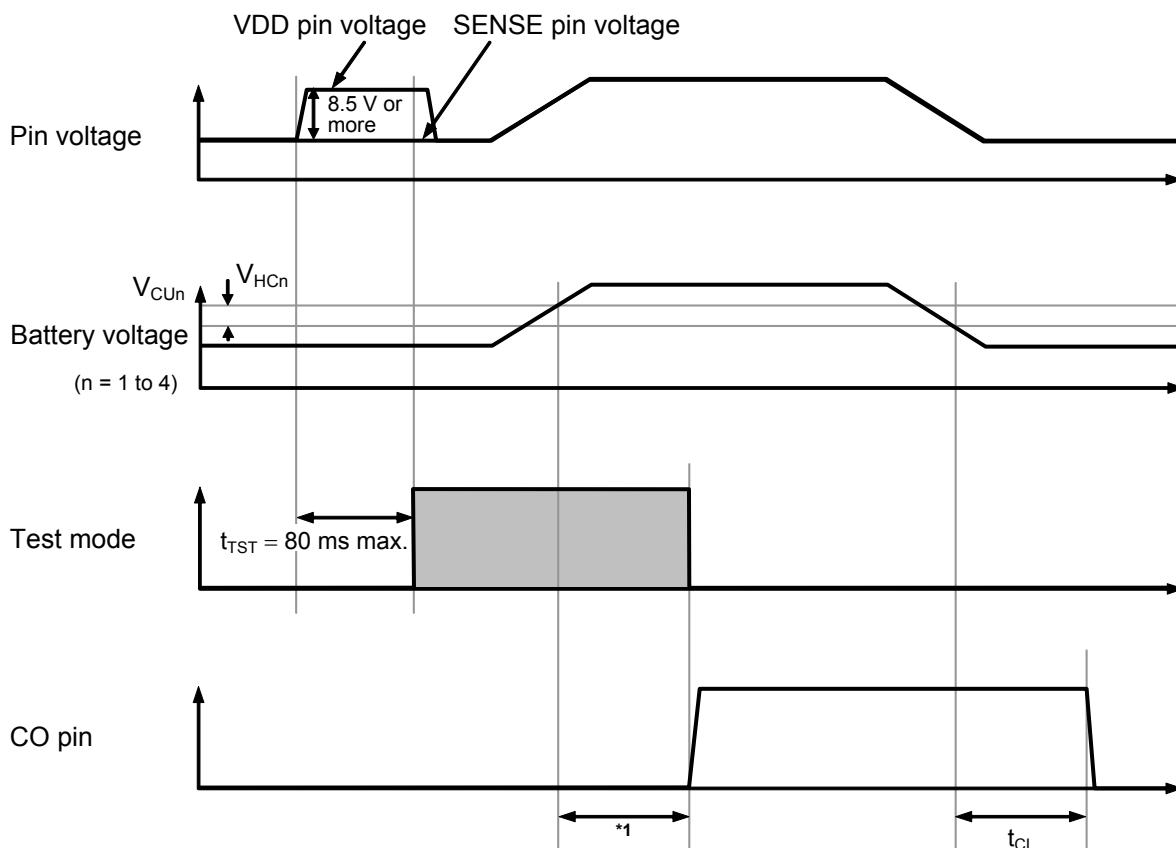 VDD pin voltage
SENSE pin voltage
8.5 V or
more
Pin voltage
V_CUn
V_HCn
Battery voltage
(n = 1 to 4)
Test mode
t_TST = 80 ms max.
CO pin
*1
t_CL